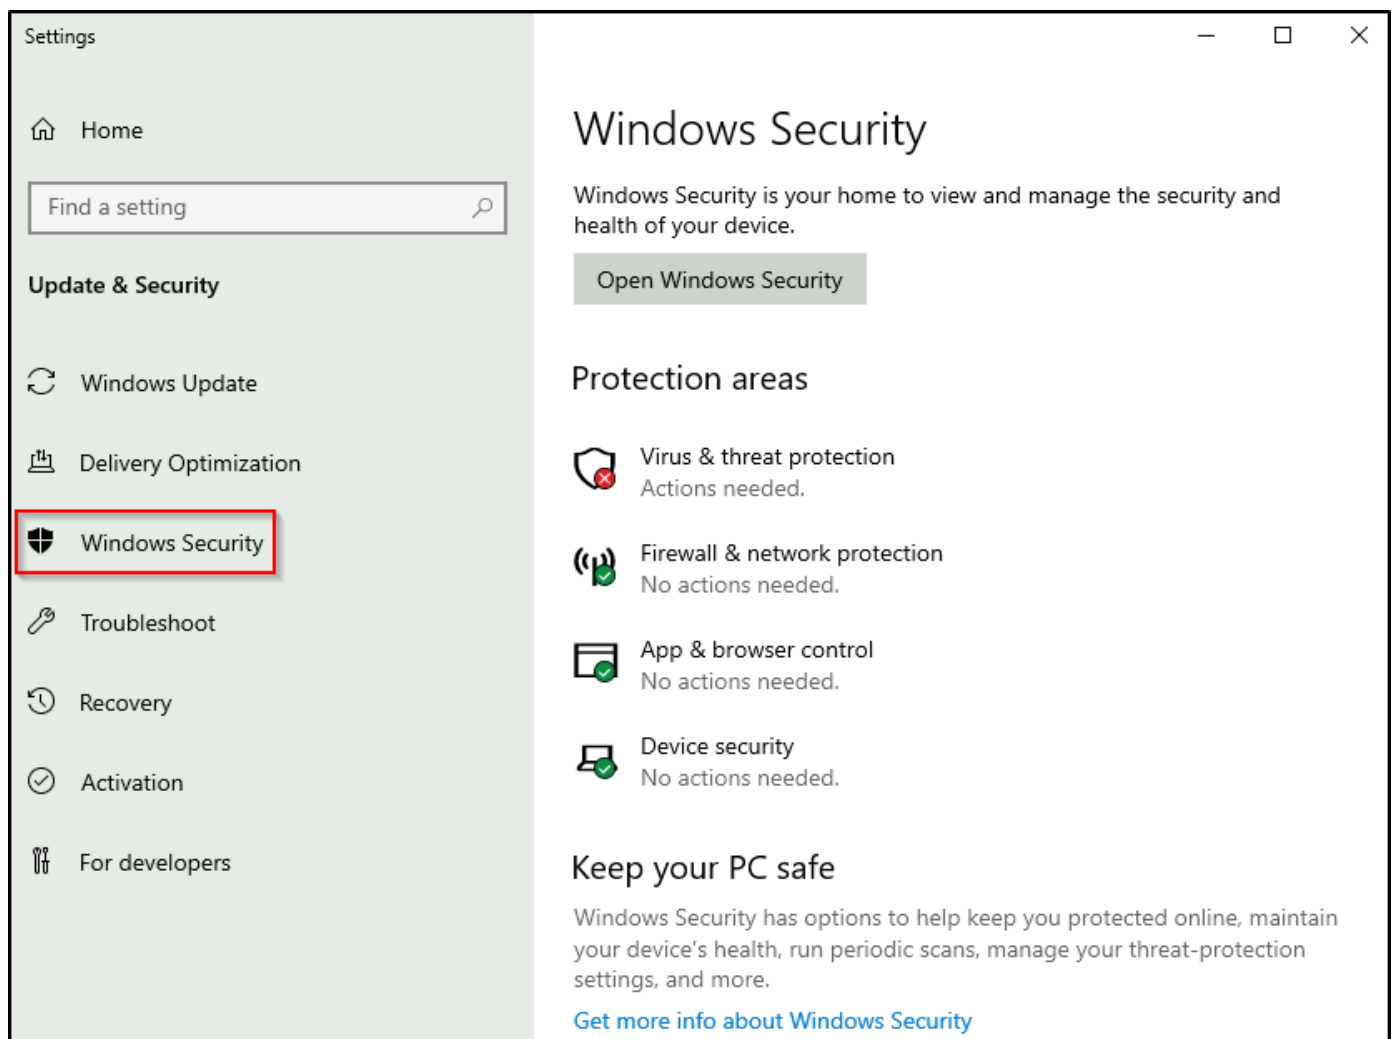 Settings
Home
Find a setting
Update & Security
Windows Update
Delivery Optimization
Windows Security
Troubleshoot
Recovery
Activation
For developers
Windows Security
Windows Security is your home to view and manage the security and
health of your device.
Open Windows Security
Protection areas
Virus & threat protection
Actions needed.
Firewall & network protection
No actions needed.
App & browser control
No actions needed.
Device security
No actions needed.
Keep your PC safe
Windows Security has options to help keep you protected online, maintain
your device's health, run periodic scans, manage your threat-protection
settings, and more.
Get more info about Windows Security